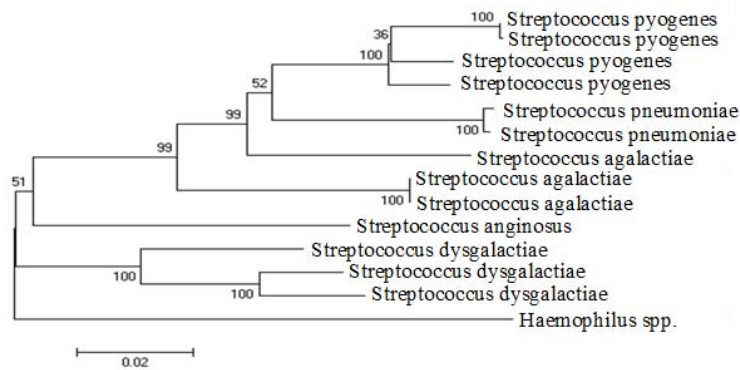 100 Streptococcus pyogenes
Streptococcus pyogenes
36
Streptococcus pyogenes
100
Streptococcus pyogenes
52
Streptococcus pneumoniae
99
100 Streptococcus pneumoniae
99
Streptococcus agalactiae
Streptococcus agalactiae
51
100 Streptococcus agalactiae
Streptococcus anginosus
Streptococcus dysgalactiae
100
Streptococcus dysgalactiae
100 Streptococcus dysgalactiae
Haemophilus spp.
0.02